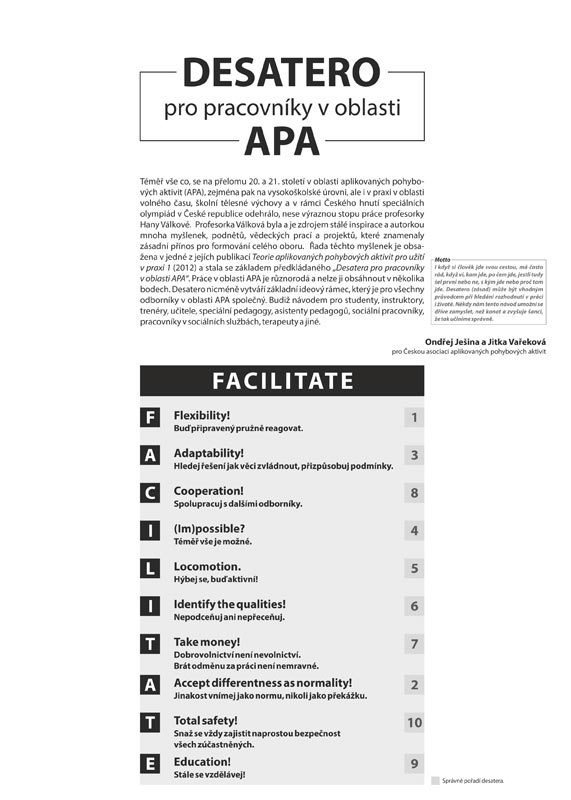 DESATERO
pro pracovníky v oblasti
APA
Téměř vše co, se na přelomu 20. a 21. století v oblasti aplikovaných pohybo-
vých aktivit (APA), zejména pak na vysokoškolské úrovni, ale i v praxi v oblasti
volného času, školní tělesné výchovy a v rámci Českého hnutí speciálních
olympiád v České republice odehrálo, nese výraznou stopu práce profesorky
Hany Válkové. Profesorka Válková byla a je zdrojem stálé inspirace a autorkou
mnoha myšlenek, podnětů, vědeckých prací a projektů, které znamenaly
zásadní přínos pro formování celého oboru. Řada těchto myšlenek je obsa-
žena v jedné z jejích publikací Teorie aplikovaných pohybových aktivit pro užití
v praxi 1 (2012) a stala se základem předkládaného „Desatera pro pracovníky
v oblasti APA“. Práce v oblasti APA je různorodá a nelze ji obsáhnout v několika
bodech. Desatero nicméně vytváří základní ideový rámec, který je pro všechny
odborníky v oblasti APA společný. Budiž návodem pro studenty, instruktory,
trenéry, učitele, speciální pedagogy, asistenty pedagogů, sociální pracovníky,
pracovníky v sociálních službách, terapeuty a jiné.
Motto
I když si člověk jde svou cestou, má často
rád, když ví, kam jde, po čem jde, jestli tudy
šel první nebo ne, s kým jde nebo proč tam
jde. Desatero (zásad) může být vhodným
průvodcem při hledání rozhodnutí v práci
i životě. Někdy nám tento návod umožní se
dříve zamyslet, než konat a zvyšuje šanci,
že tak učiníme správně.
Ondřej Ješina a Jitka Vařeková
pro Českou asociaci aplikovaných pohybových aktivit
FACILITATE
F Flexibility! 1
Buď připravený pružně reagovat.
A Adaptability! 3
Hledej řešení jak věci zvládnout, přizpůsobuj podmínky.
C Cooperation! 8
Spolupracuj s dalšími odborníky.
I (Im)possible? 4
Téměř vše je možné.
L Locomotion. 5
Hýbej se, buď aktivní!
I Identify the qualities! 6
Nepodceňuj ani nepřeceňuj.
T Take money! 7
Dobrovolnictví není nevolnictví.
Brát odměnu za práci není nemravné.
A Accept differentness as normality! 2
Jinakost vnímej jako normu, nikoli jako překážku.
T Total safety! 10
Snaž se vždy zajistit naprostou bezpečnost
všech zúčastněných.
E Education! 9
Stále se vzdělávej!
Správné pořadí desatera.